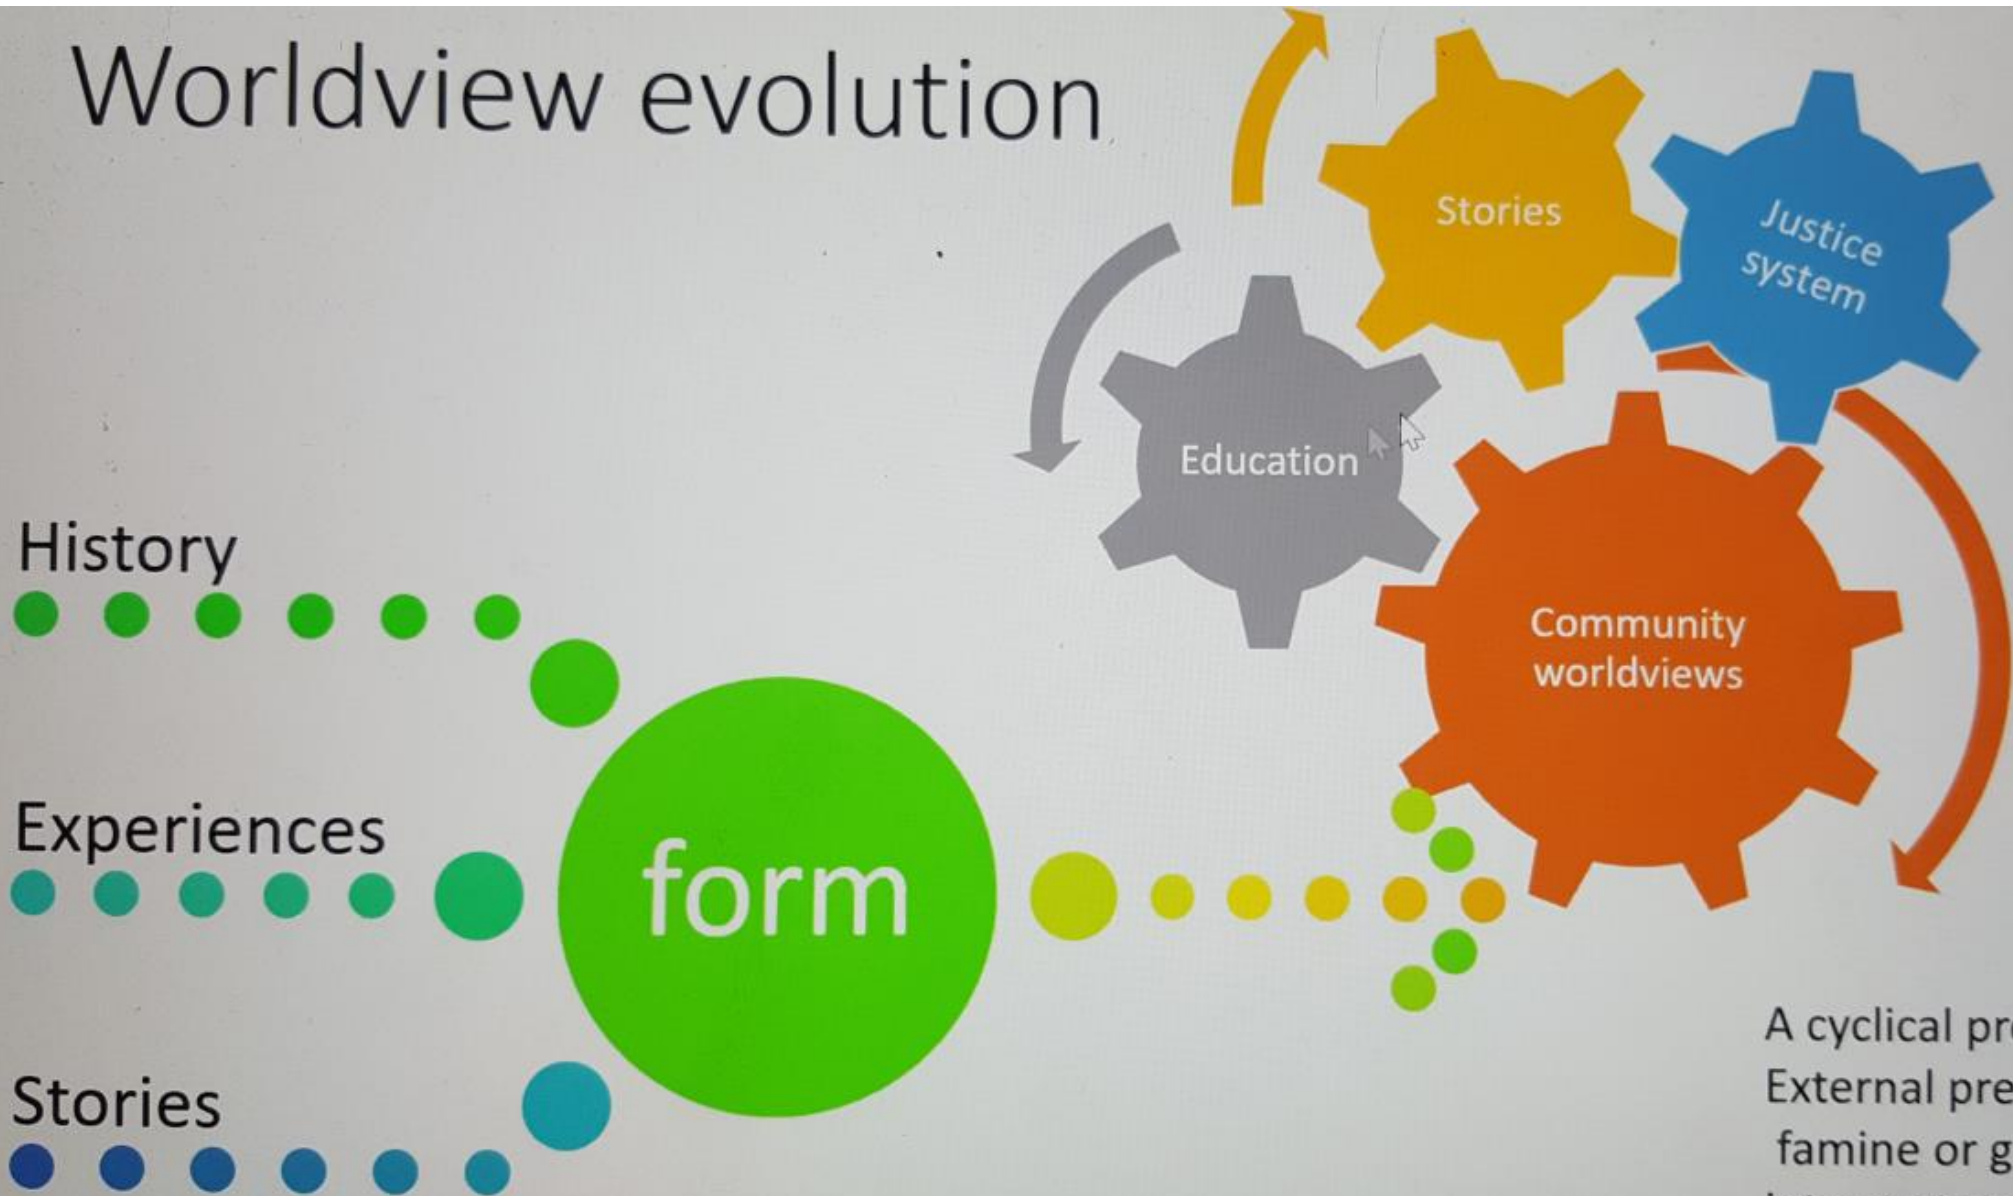 Worldview evolution
Stories
Justice
system
Education
Community
worldviews
History
Experiences
form
Stories
A cyclical
External
famine or